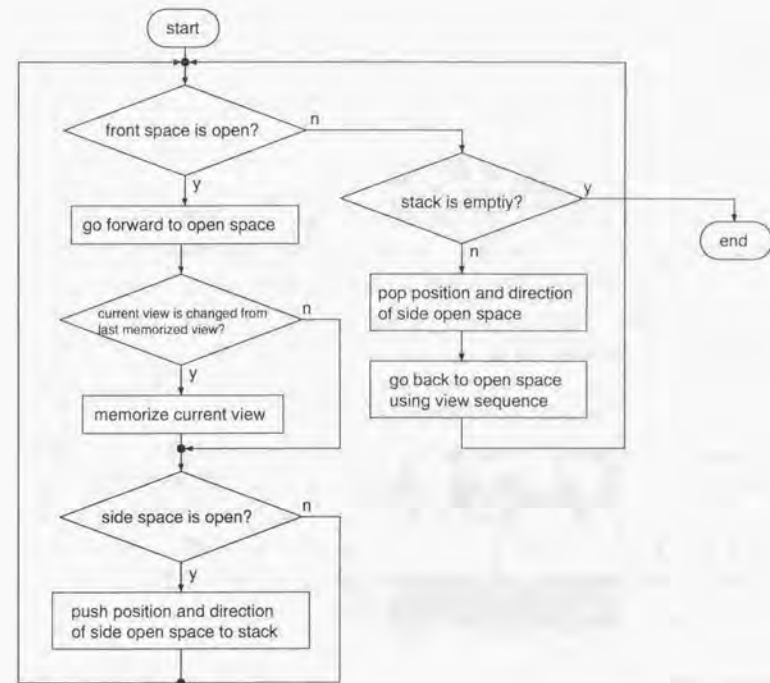 start
front space is open?
n
y
go forward to open space
current view is changed from
last memorized view?
n
y
memorize current view
side space is open?
n
y
push position and direction
of side open space to stack
stack is emptiy?
y
end
n
pop position and direction
of side open space
go back to open space
using view sequence